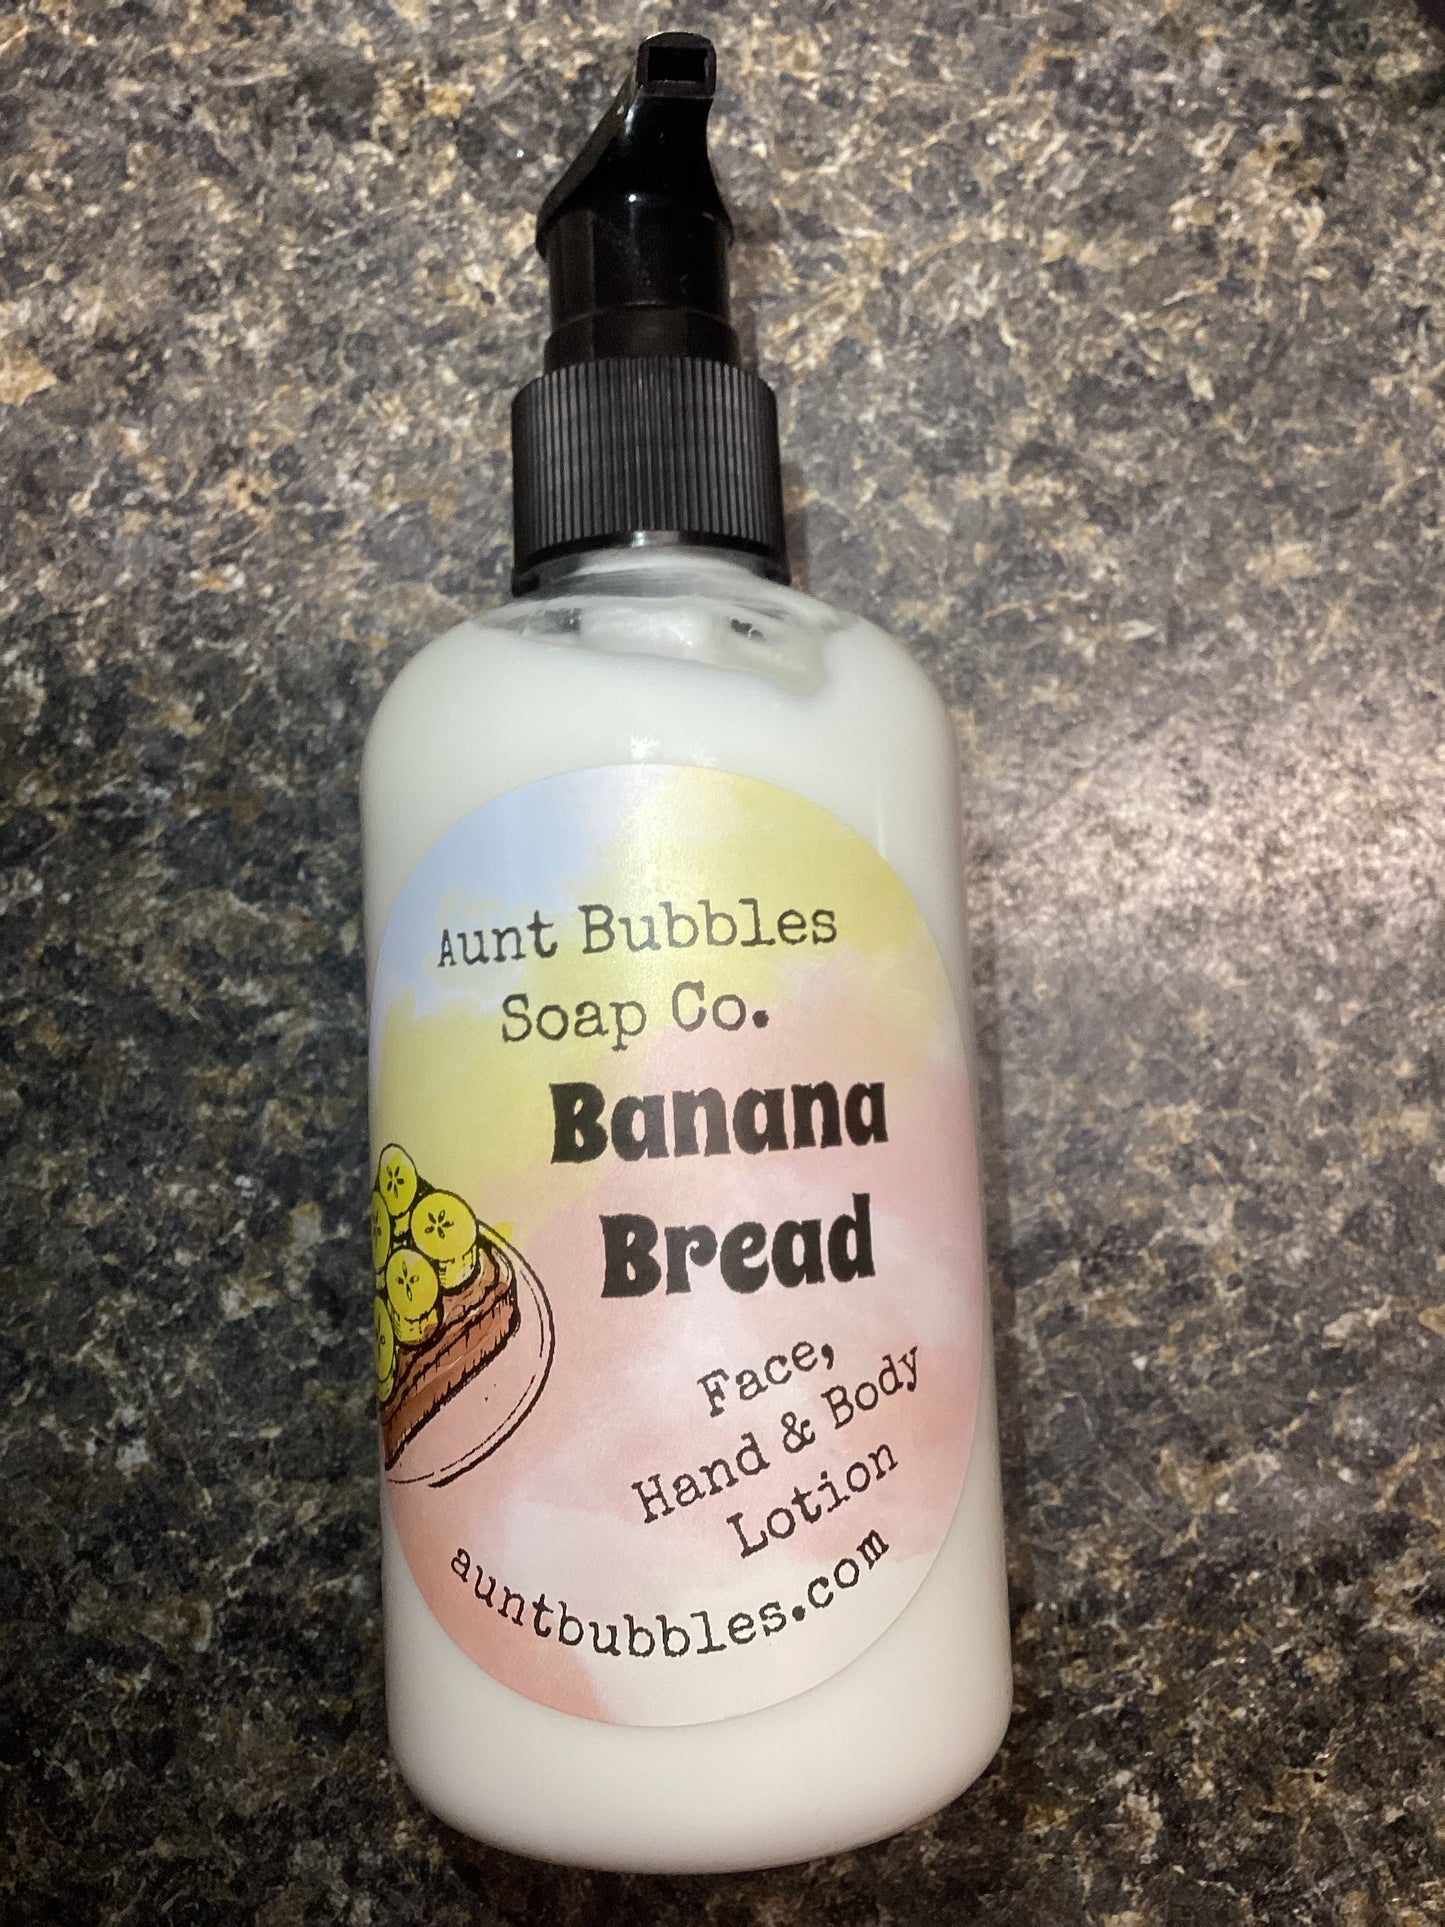 Aunt Bubbles
Soap Co.
Banana
Bread
Face,
Hand & Body
Lotion
auntbubbles.com